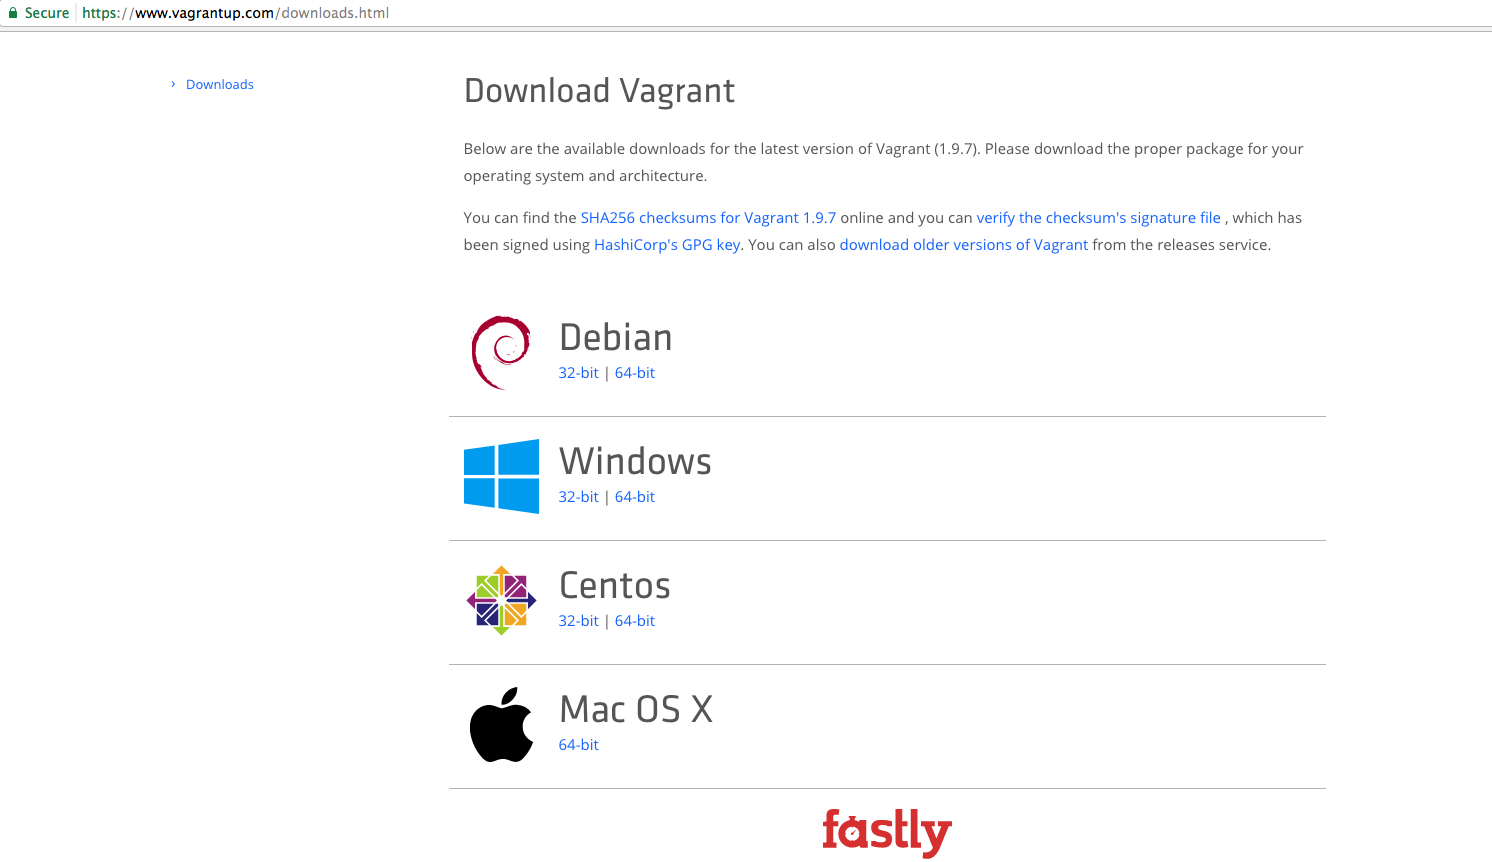 Secure https://www.vagrantup.com/downloads.html
› Downloads
Download Vagrant
Below are the available downloads for the latest version of Vagrant (1.9.7). Please download the proper package for your
operating system and architecture.
You can find the SHA256 checksums for Vagrant 1.9.7 online and you can verify the checksum's signature file , which has
been signed using HashiCorp's GPG key. You can also download older versions of Vagrant from the releases service.
Debian
32-bit | 64-bit
Windows
32-bit | 64-bit
Centos
32-bit | 64-bit
Mac OS X
64-bit
fastly